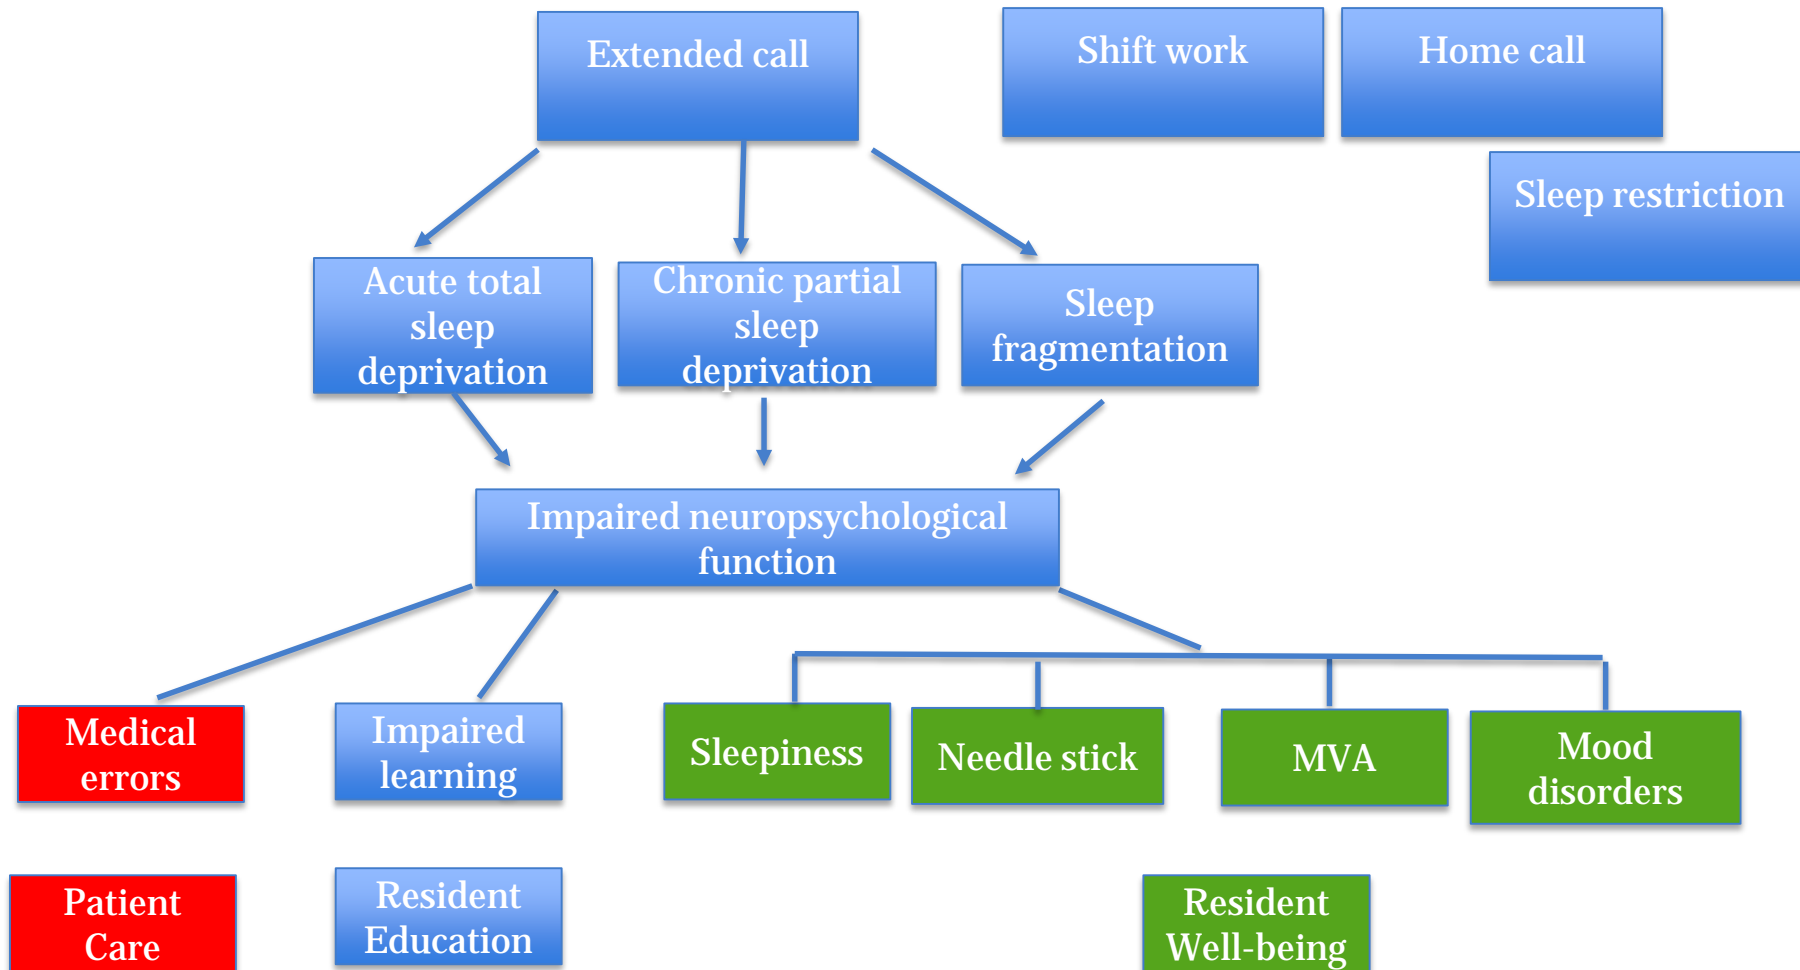 Extended call
Shift work
Home call
Sleep restriction
Acute total
sleep
deprivation
Chronic partial
sleep
deprivation
Sleep
fragmentation
Impaired neuropsychological
function
Medical
errors
Impaired
learning
Sleepiness
Needle stick
MVA
Mood
disorders
Patient
Care
Resident
Education
Resident
Well-being